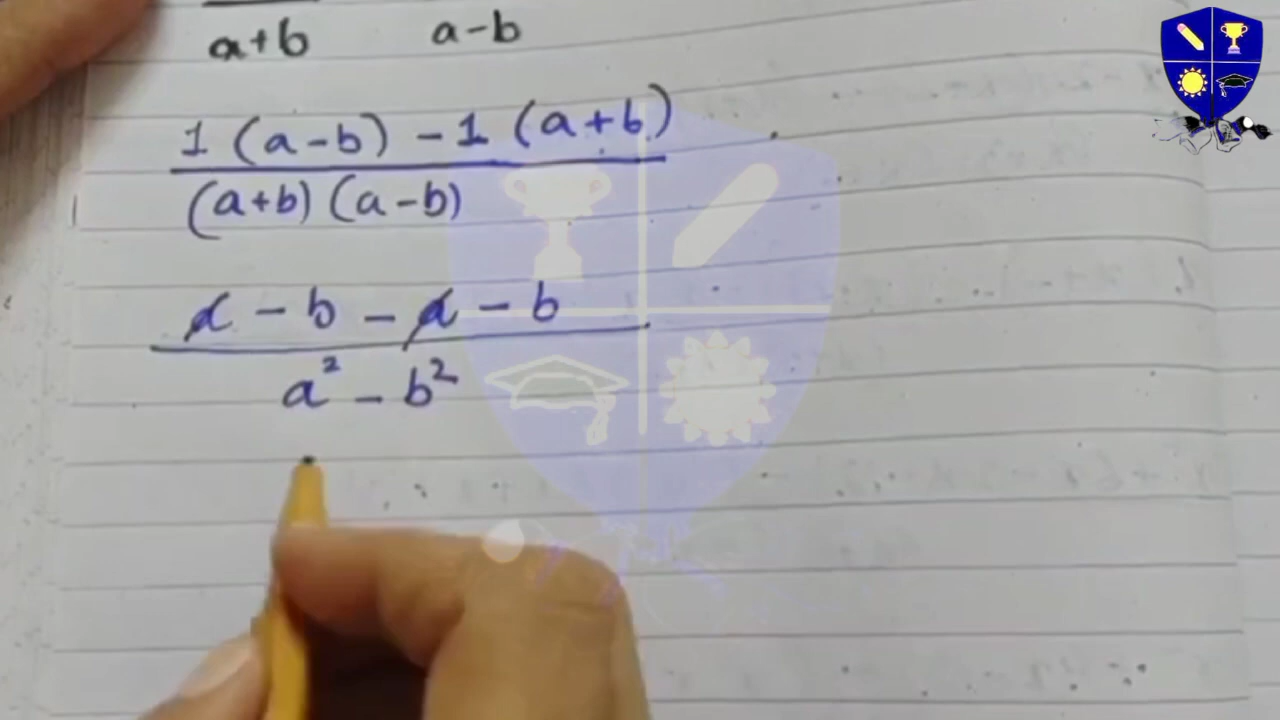 a+b a-b
1 (a-b) -1 (a+b)
(a+b) (a-b)
a - b - a - b
a² - b²